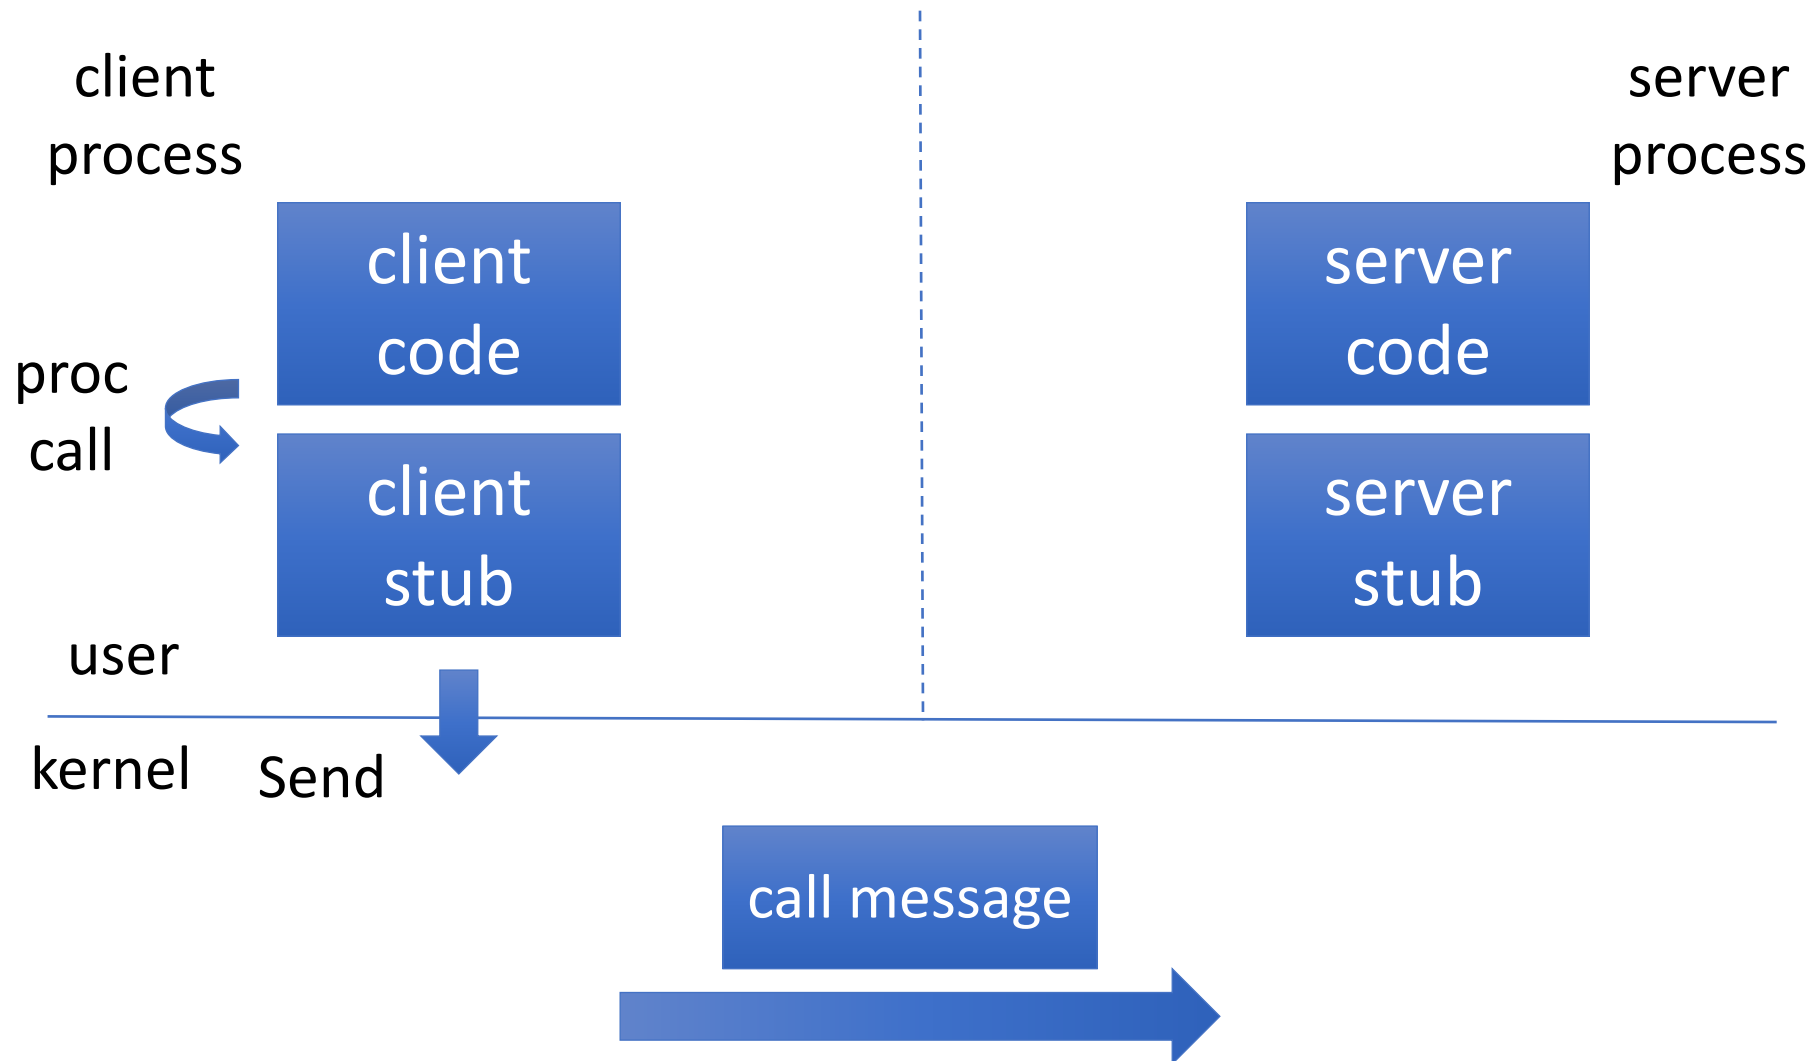 client
process
server
process
client
code
server
code
proc
call
client
stub
server
stub
user
kernel
Send
call message